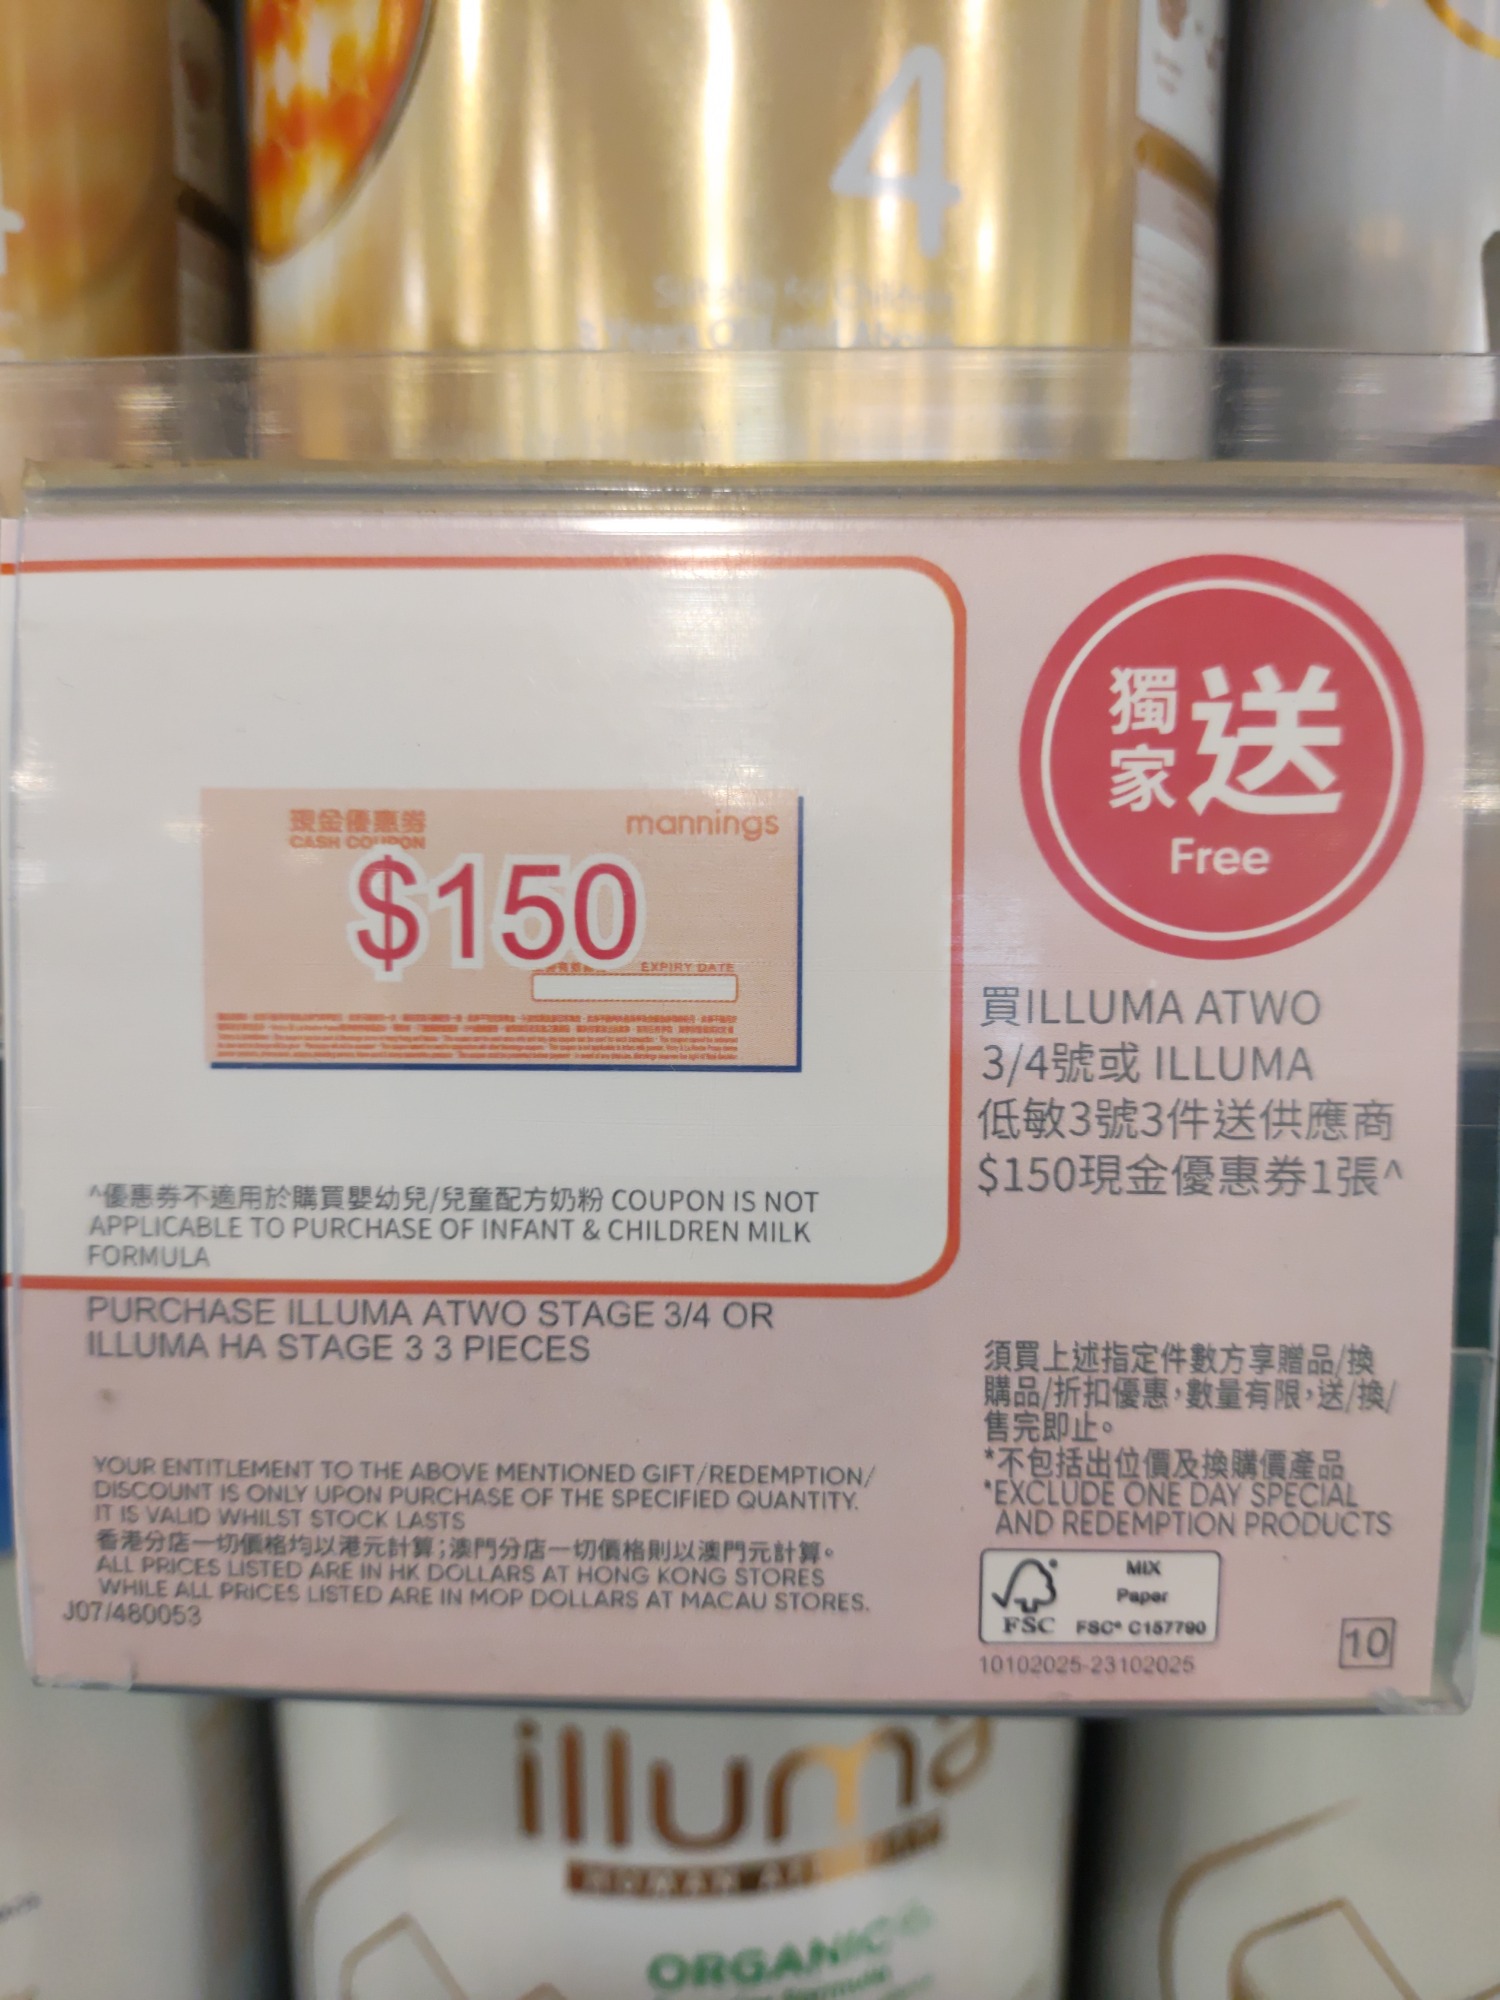 4
Suitable for Children
3 Years Old and Above
現金優惠券
CASH COUPON
mannings
$150
EXPIRY DATE
^優惠券不適用於購買嬰幼兒/兒童配方奶粉 COUPON IS NOT
APPLICABLE TO PURCHASE OF INFANT & CHILDREN MILK
FORMULA
PURCHASE ILLUMA ATWO STAGE 3/4 OR
ILLUMA HA STAGE 3 3 PIECES
YOUR ENTITLEMENT TO THE ABOVE MENTIONED GIFT/REDEMPTION/
DISCOUNT IS ONLY UPON PURCHASE OF THE SPECIFIED QUANTITY.
IT IS VALID WHILST STOCK LASTS
香港分店一切價格均以港元計算;澳門分店一切價格則以澳門元計算。
ALL PRICES LISTED ARE IN HK DOLLARS AT HONG KONG STORES
WHILE ALL PRICES LISTED ARE IN MOP DOLLARS AT MACAU STORES.
J07/480053
獨家送
Free
買ILLUMA ATWO
3/4號或 ILLUMA
低敏3號3件送供應商
$150現金優惠券1張^
須買上述指定件數方享贈品/換
購品/折扣優惠,數量有限,送/換/
售完即止。
*不包括出位價及換購價產品
*EXCLUDE ONE DAY SPECIAL
AND REDEMPTION PRODUCTS
FSC
MIX
Paper
FSC® C157790
10102025-23102025
10
illuma
HUMAN
ORGANIC